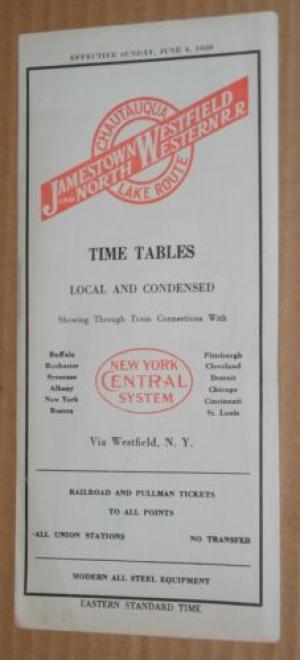 EFFECTIVE SUNDAY, JUNE 4,
CHAUTAUQUA
JAMESTOWN WESTFIELD
AND NORTH WESTERN R.R.
LAKE ROUTE
TIME TABLES
LOCAL AND CONDENSED
Showing Through Train Connections With
Buffalo
Rochester
Syracuse
Albany
New York
Boston
NEW YORK
CENTRAL
SYSTEM
Pittsburgh
Cleveland
Detroit
Chicago
Cincinnati
St. Louis
Via Westfield, N. Y.
RAILROAD AND PULLMAN TICKETS
TO ALL POINTS
ALL UNION STATIONS NO TRANSFER
MODERN ALL STEEL EQUIPMENT
EASTERN STANDARD TIME